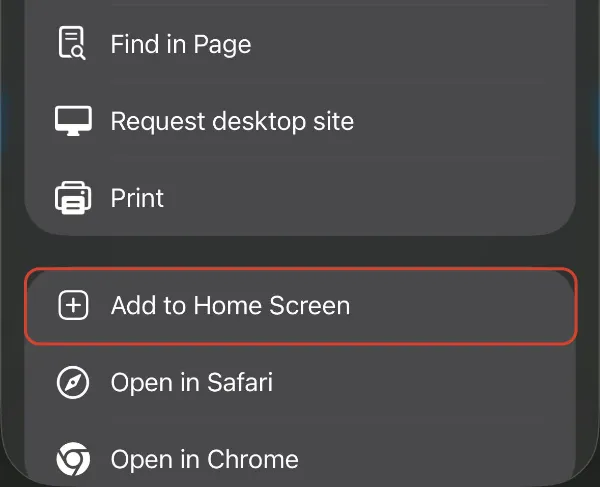 Find in Page
Request desktop site
Print
Add to Home Screen
Open in Safari
Open in Chrome